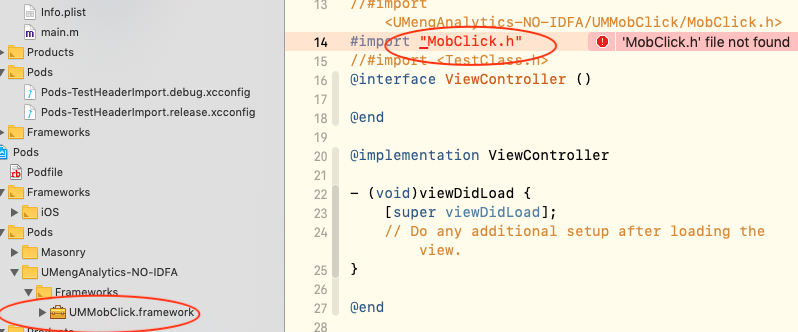 Info.plist
main.m
Products
Pods
Pods-TestHeaderImport.debug.xcconfig
Pods-TestHeaderImport.release.xcconfig
Frameworks
Pods
Podfile
Frameworks
iOS
Pods
Masonry
UMengAnalytics-NO-IDFA
Frameworks
UMMobClick.framework
Products
13 //#import
<UMengAnalytics-NO-IDFA/UMMobClick/MobClick.h>
14 #import "MobClick.h" 'MobClick.h' file not found
15 //#import <TestClass.h>
16 @interface ViewController ()
17
18 @end
19
20 @implementation ViewController
21
22 - (void)viewDidLoad {
23 [super viewDidLoad];
24 // Do any additional setup after loading the
view.
25 }
26
27 @end
28